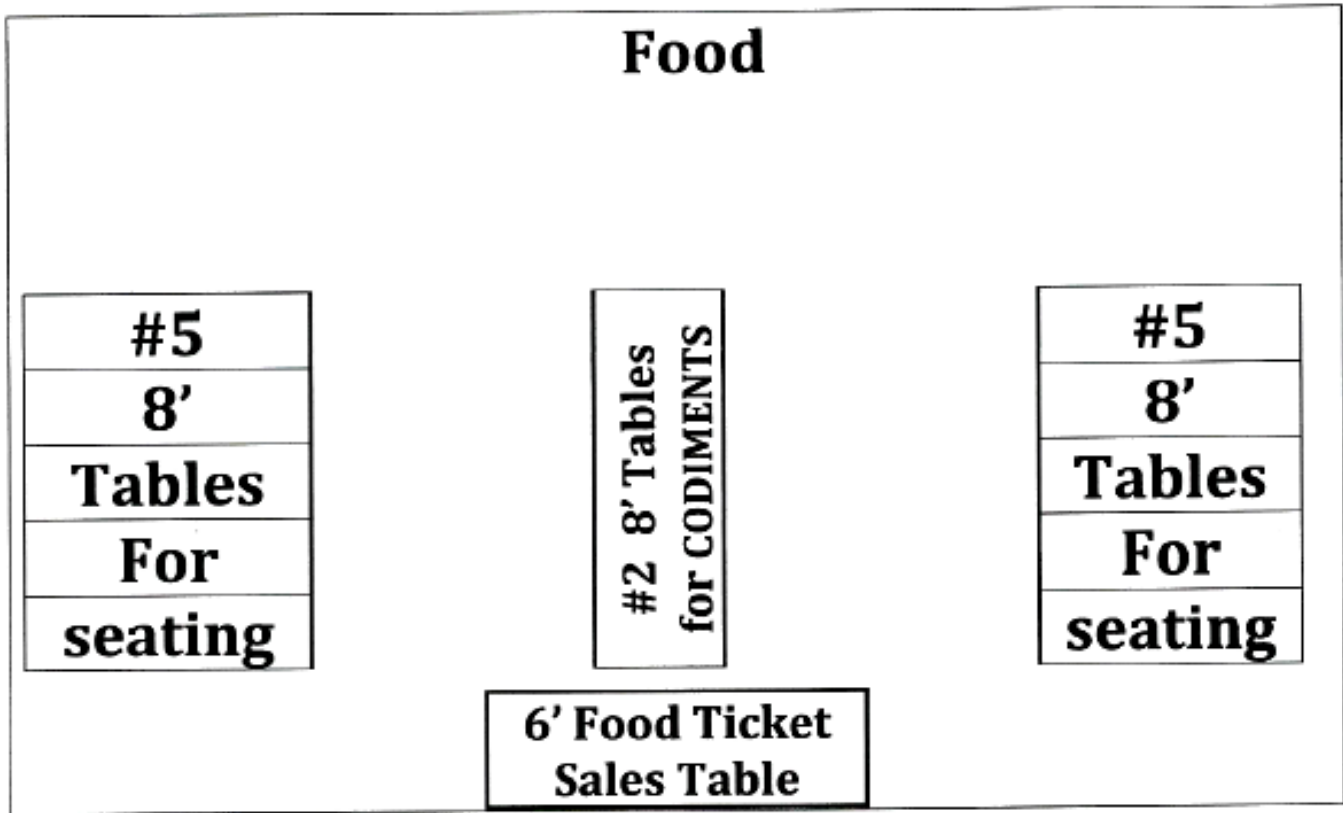 Food
#5
8’
Tables
For
seating
#2 8’ Tables
for CODIMENTS
#5
8’
Tables
For
seating
6’ Food Ticket
Sales Table